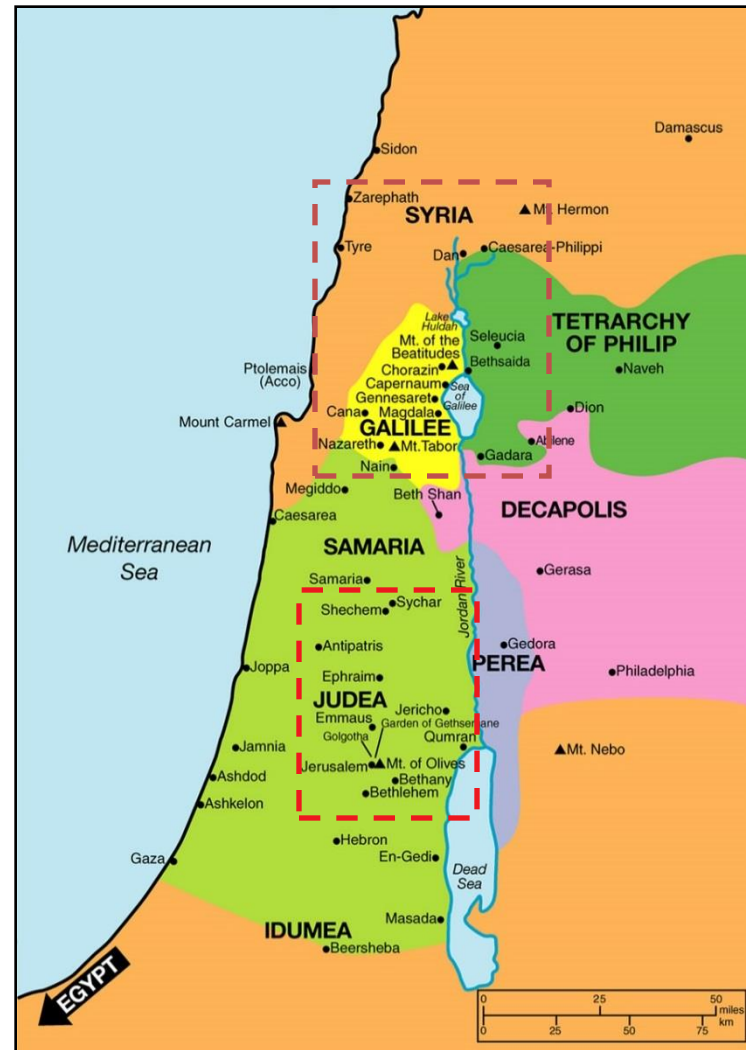 Damascus
Sidon
Zarephath
SYRIA
Mt. Hermon
Tyre
Dan
Caesarea-Philippi
Lake
Huldah
Mt. of the
Beatitudes
Seleucia
TETRARCHY
OF PHILIP
Ptolemais
(Acco)
Chorazin
Bethsaida
Naveh
Capernaum
Gennesaret
Sea
of
Galilee
Cana
Magdala
Dion
Mount Carmel
GALILEE
Nazareth
Mt.Tabor
Abilene
Gadara
Nain
Megiddo
Beth Shan
Caesarea
DECAPOLIS
Mediterranean
Sea
SAMARIA
Samaria
Gerasa
Jordan River
Sychar
Shechem
Antipatris
Gedora
Joppa
PEREA
Philadelphia
Ephraim
JUDEA
Jericho
Emmaus
Garden of Gethsemane
Golgotha
Qumran
Jamnia
Mt. Nebo
Jerusalem
Mt. of Olives
Ashdod
Bethany
Bethlehem
Ashkelon
Hebron
Gaza
En-Gedi
Dead
Sea
Masada
IDUMEA
Beersheba
EGYPT
0 25 50
miles
km
0 25 50 75